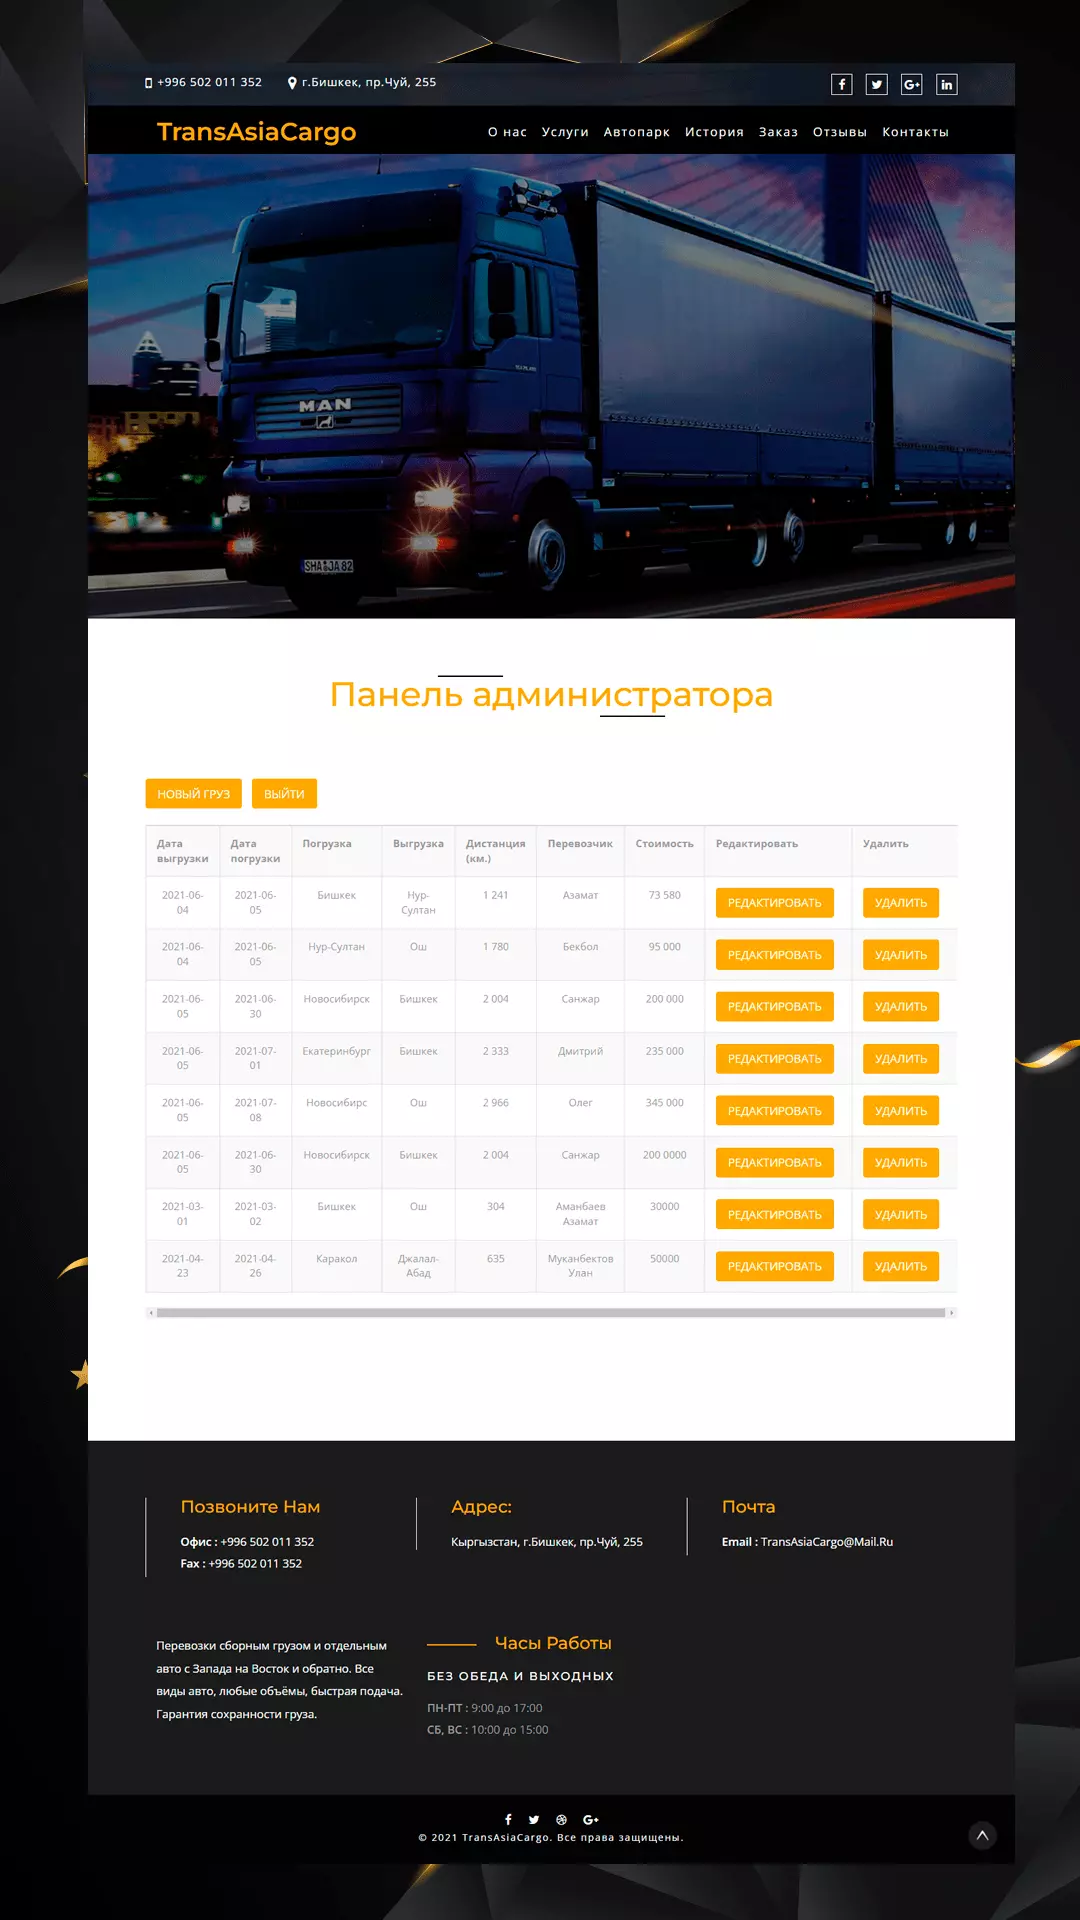 +996 502 011 352 г.Бишкек, пр.Чуй, 255
TransAsiaCargo О нас Услуги Автопарк История Заказ Отзывы Контакты
MAN
SHA JA 82
Панель администратора
НОВЫЙ ГРУЗ ВЫЙТИ
Дата выгрузки Дата погрузки Погрузка Выгрузка Дистанция (км.) Перевозчик Стоимость Редактировать Удалить
2021-06-04 2021-06-05 Бишкек Нур-Султан 1 241 Азамат 73 580 РЕДАКТИРОВАТЬ УДАЛИТЬ
2021-06-04 2021-06-05 Нур-Султан Ош 1 780 Бекбол 95 000 РЕДАКТИРОВАТЬ УДАЛИТЬ
2021-06-05 2021-06-30 Новосибирск Бишкек 2 004 Санжар 200 000 РЕДАКТИРОВАТЬ УДАЛИТЬ
2021-06-05 2021-07-01 Екатеринбург Бишкек 2 333 Дмитрий 235 000 РЕДАКТИРОВАТЬ УДАЛИТЬ
2021-06-05 2021-07-08 Новосибирс Ош 2 966 Олег 345 000 РЕДАКТИРОВАТЬ УДАЛИТЬ
2021-06-05 2021-06-30 Новосибирск Бишкек 2 004 Санжар 200 0000 РЕДАКТИРОВАТЬ УДАЛИТЬ
2021-03-01 2021-03-02 Бишкек Ош 304 Аманбаев Азамат 30000 РЕДАКТИРОВАТЬ УДАЛИТЬ
2021-04-23 2021-04-26 Каракол Джалал-Абад 635 Муканбектов Улан 50000 РЕДАКТИРОВАТЬ УДАЛИТЬ
Позвоните Нам
Офис : +996 502 011 352
Fax : +996 502 011 352
Адрес:
Кыргызстан, г.Бишкек, пр.Чуй, 255
Почта
Email : TransAsiaCargo@Mail.Ru
Перевозки сборным грузом и отдельным
авто с Запада на Восток и обратно. Все
виды авто, любые объёмы, быстрая подача.
Гарантия сохранности груза.
Часы Работы
БЕЗ ОБЕДА И ВЫХОДНЫХ
ПН-ПТ : 9:00 до 17:00
СБ, ВС : 10:00 до 15:00
© 2021 TransAsiaCargo. Все права защищены.